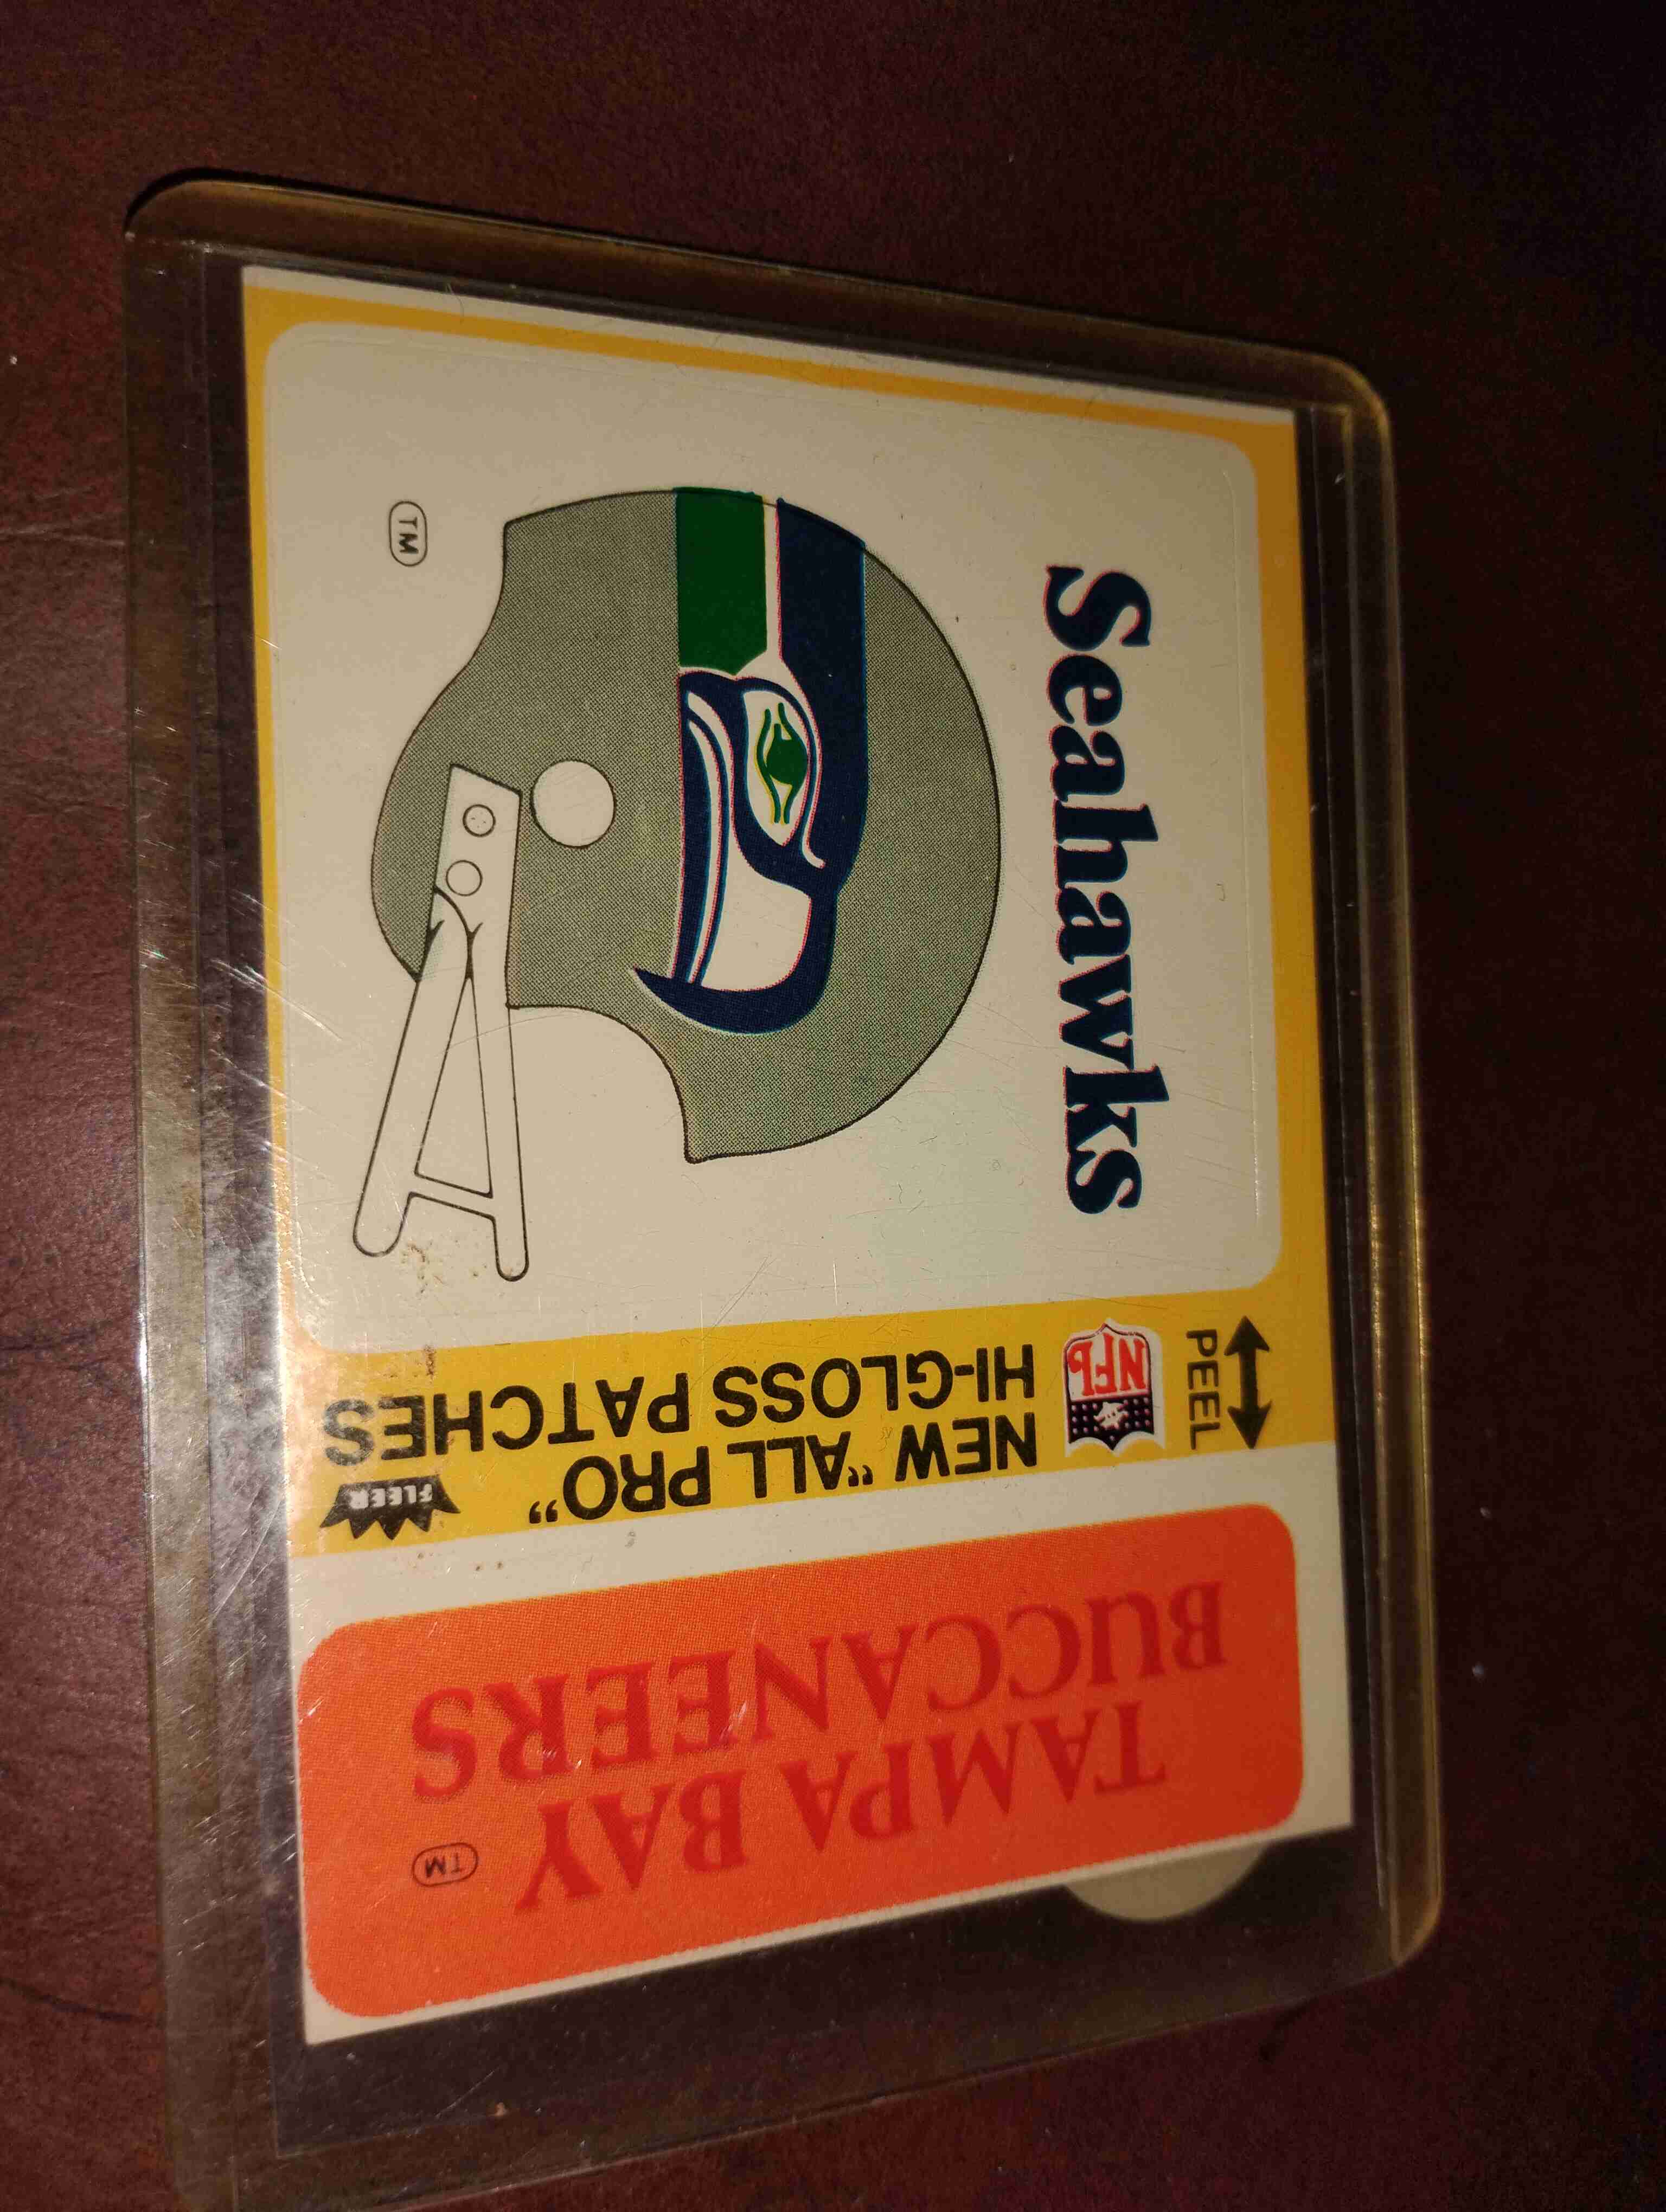 TAMPA BAY
BUCCANEERS
TM
FLEER
NEW "ALL PRO"
HI-GLOSS PATCHES
NFL
PEEL
Seahawks
TM